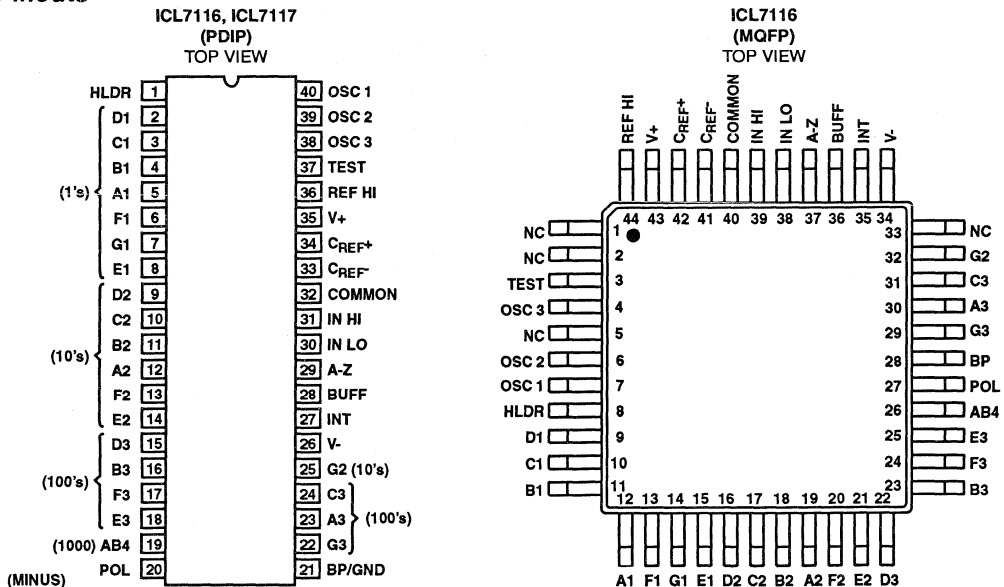 ICL7116, ICL7117
(PDIP)
TOP VIEW
HLDR 1 40 OSC 1
D1 2 39 OSC 2
C1 3 38 OSC 3
B1 4 37 TEST
(1's) A1 5 36 REF HI
F1 6 35 V+
G1 7 34 CREF+
E1 8 33 CREF-
D2 9 32 COMMON
C2 10 31 IN HI
B2 11 30 IN LO
(10's) A2 12 29 A-Z
F2 13 28 BUFF
E2 14 27 INT
D3 15 26 V-
B3 16 25 G2 (10's)
(100's) F3 17 24 C3
E3 18 23 A3 (100's)
(1000) AB4 19 22 G3
(MINUS) POL 20 21 BP/GND
ICL7116
(MQFP)
TOP VIEW
REF HI V+ CREF+ CREF- COMMON IN HI IN LO A-Z BUFF INT V-
44 43 42 41 40 39 38 37 36 35 34
NC 1 33 NC
NC 2 32 G2
TEST 3 31 C3
OSC 3 4 30 A3
NC 5 29 G3
OSC 2 6 28 BP
OSC 1 7 27 POL
HLDR 8 26 AB4
D1 9 25 E3
C1 10 24 F3
B1 11 23 B3
12 13 14 15 16 17 18 19 20 21 22
A1 F1 G1 E1 D2 C2 B2 A2 F2 E2 D3